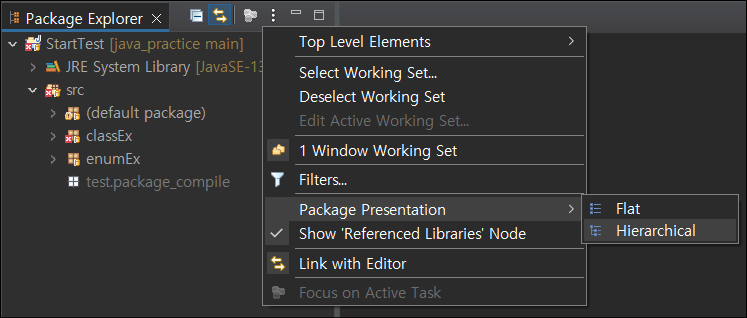 Package Explorer
StartTest [java_practice main]
JRE System Library [JavaSE-13
src
(default package)
classEx
enumEx
test.package_compile
Top Level Elements
Select Working Set...
Deselect Working Set
Edit Active Working Set...
1 Window Working Set
Filters...
Package Presentation
Show 'Referenced Libraries' Node
Link with Editor
Focus on Active Task
Flat
Hierarchical